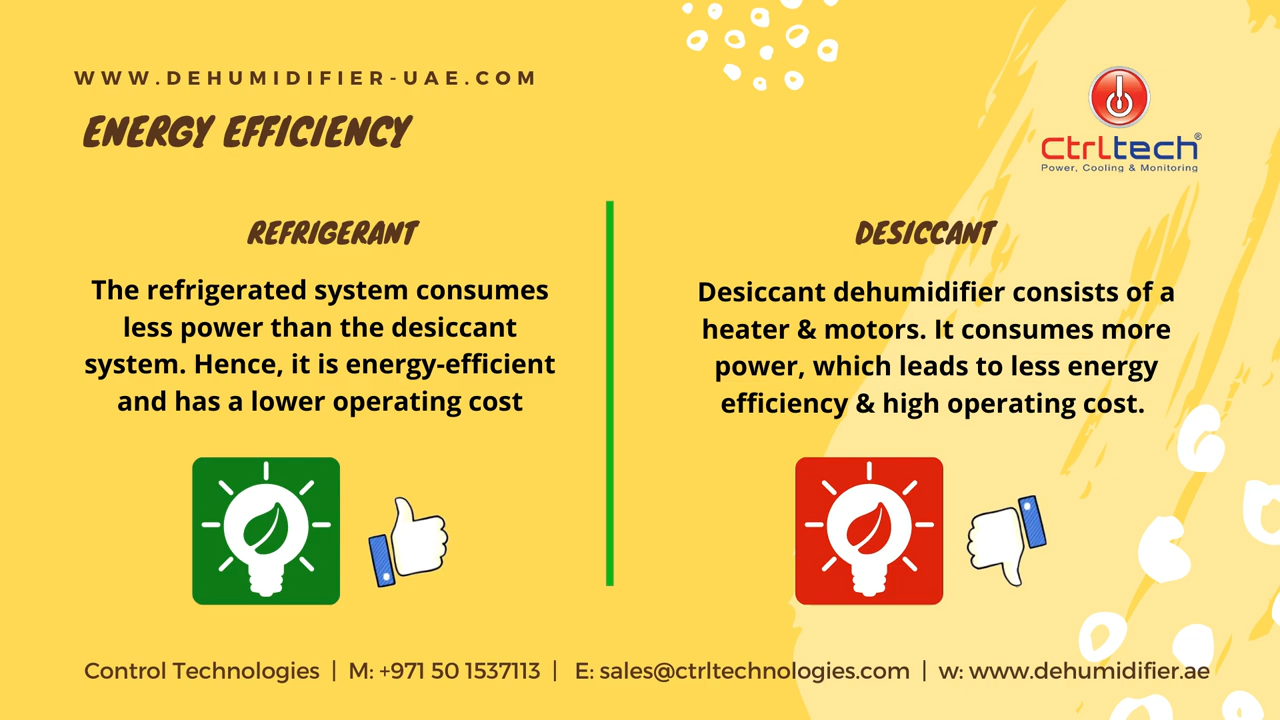 WWW.DEHUMIDIFIER-UAE.COM
ENERGY EFFICIENCY
Ctrltech®
Power, Cooling & Monitoring
REFRIGERANT
The refrigerated system consumes
less power than the desiccant
system. Hence, it is energy-efficient
and has a lower operating cost
DESICCANT
Desiccant dehumidifier consists of a
heater & motors. It consumes more
power, which leads to less energy
efficiency & high operating cost.
Control Technologies | M: +971 50 1537113 | E: sales@ctrltechnologies.com | w: www.dehumidifier.ae